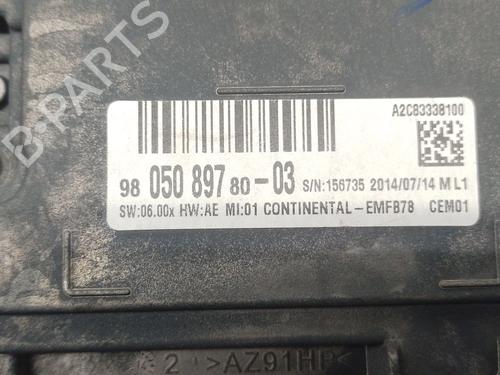 B-PARTS
A2C83338100
98 050 897 80-03 S/N:156735 2014/07/14 M L1
SW:06.00x HW:AE MI:01 CONTINENTAL-EMFB78 CEM01
2 >AZ91HP<